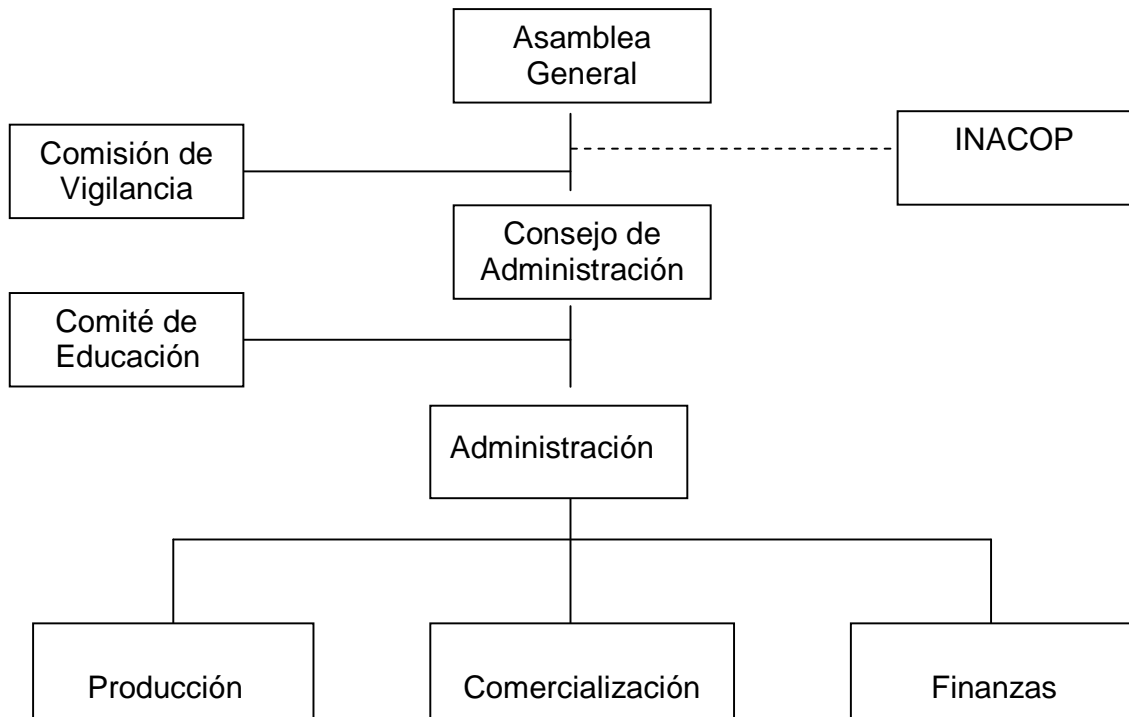 Asamblea
General
INACOP
Comisión de
Vigilancia
Consejo de
Administración
Comité de
Educación
Administración
Producción
Comercialización
Finanzas